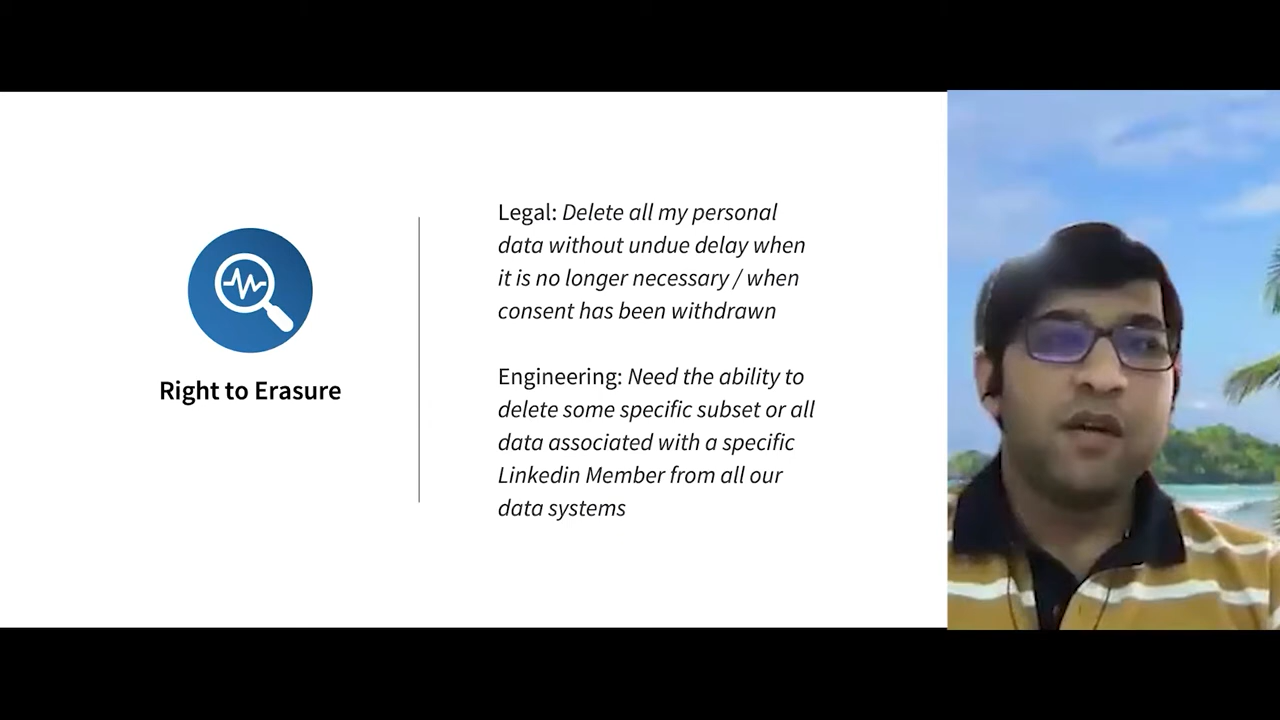 Right to Erasure
Legal: Delete all my personal
data without undue delay when
it is no longer necessary / when
consent has been withdrawn
Engineering: Need the ability to
delete some specific subset or all
data associated with a specific
Linkedin Member from all our
data systems